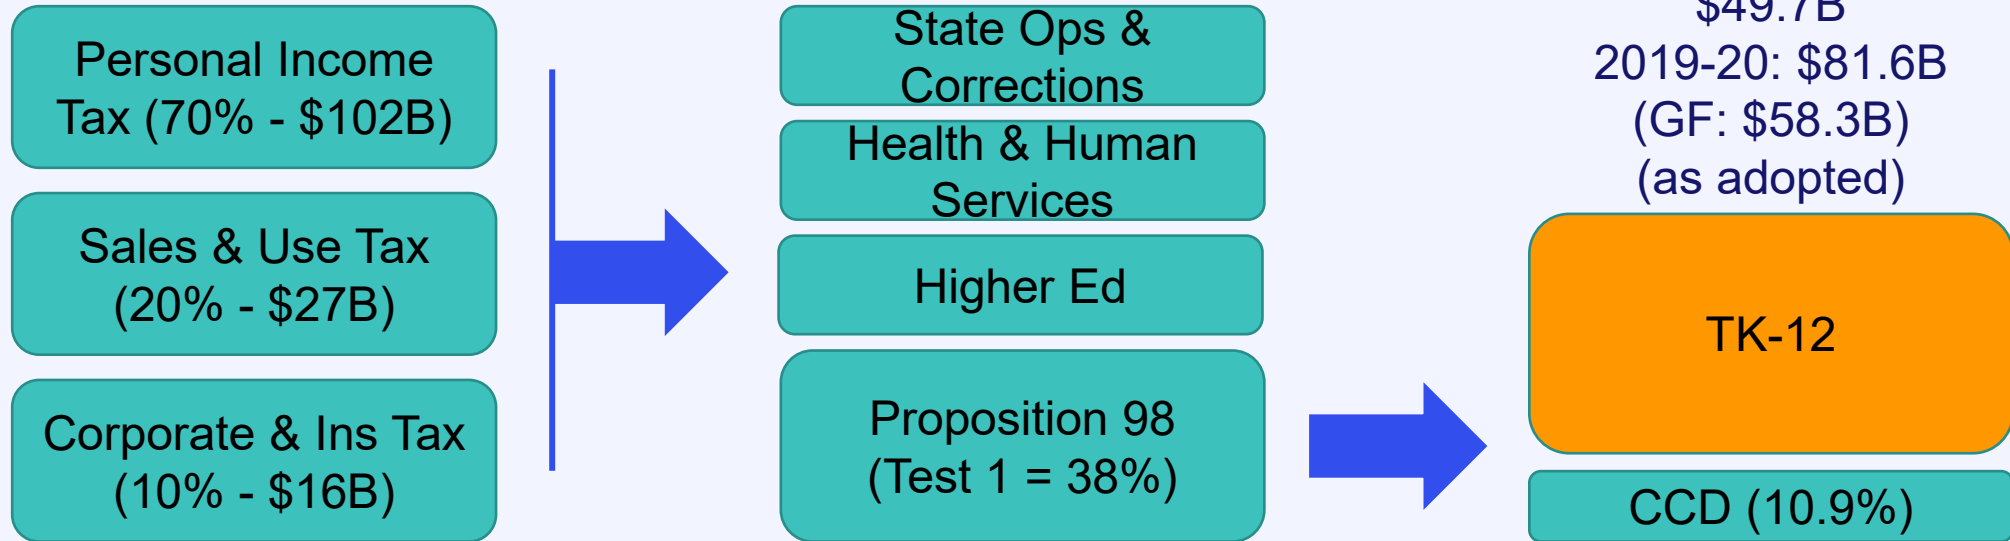 Personal Income
Tax (70% - $102B)
Sales & Use Tax
(20% - $27B)
Corporate & Ins Tax
(10% - $16B)
State Ops &
Corrections
Health & Human
Services
Higher Ed
Proposition 98
(Test 1 = 38%)
$49.7B
2019-20: $81.6B
(GF: $58.3B)
(as adopted)
TK-12
CCD (10.9%)